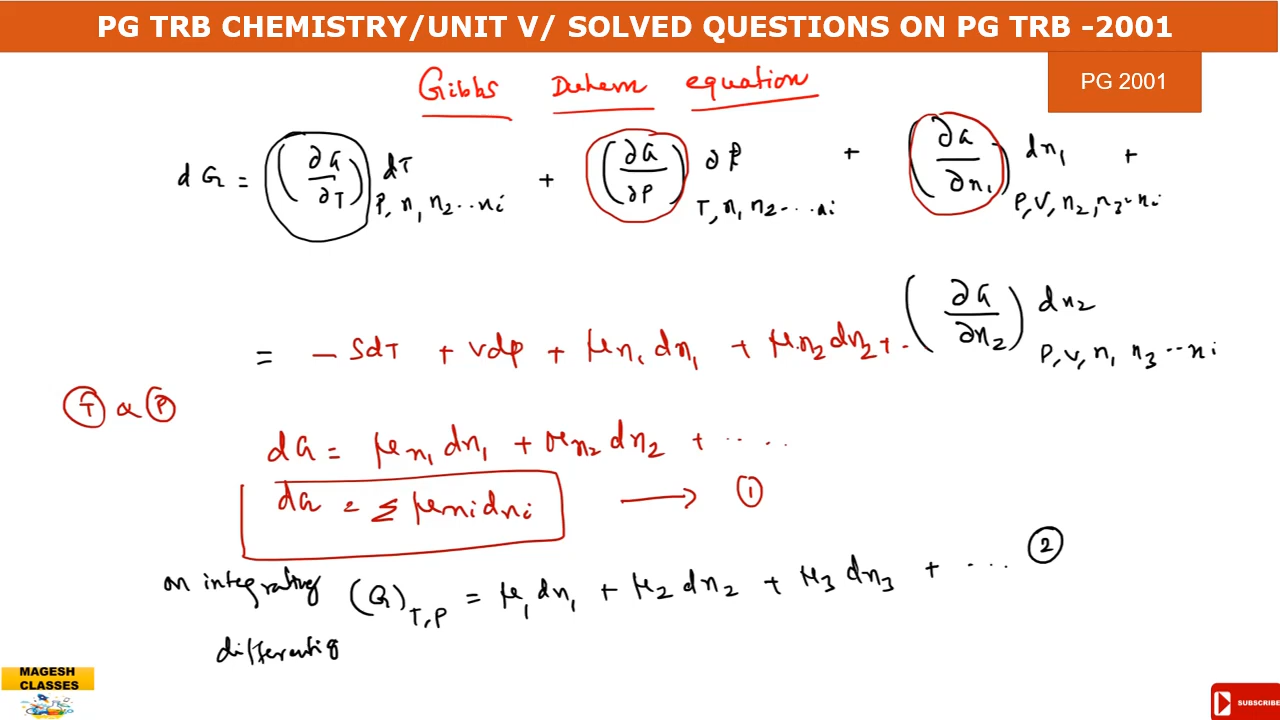 PG TRB CHEMISTRY/UNIT V/ SOLVED QUESTIONS ON PG TRB -2001
PG 2001
Gibbs Duhem equation
dG = (∂G/∂T) dT P, n, n₂...nᵢ + (∂G/∂P) ∂P T, n, n₂...nᵢ + (∂G/∂n₁) dn₁ P, V, n₂, n₃...nᵢ +
(∂G/∂n₂) dn₂ P, V, n₁ n₃...nᵢ
= - SdT + Vdp + μn₁ dn₁ + μn₂ dn₂ + .
T & P
dG = μn₁ dn₁ + μn₂ dn₂ + ....
dG = Σ μnᵢ dnᵢ → 1
on integrating (G)T,P = μ₁ dn₁ + μ₂ dn₂ + μ₃ dn₃ + ... 2
differentia
MAGESH
CLASSES
SUBSCRIBE